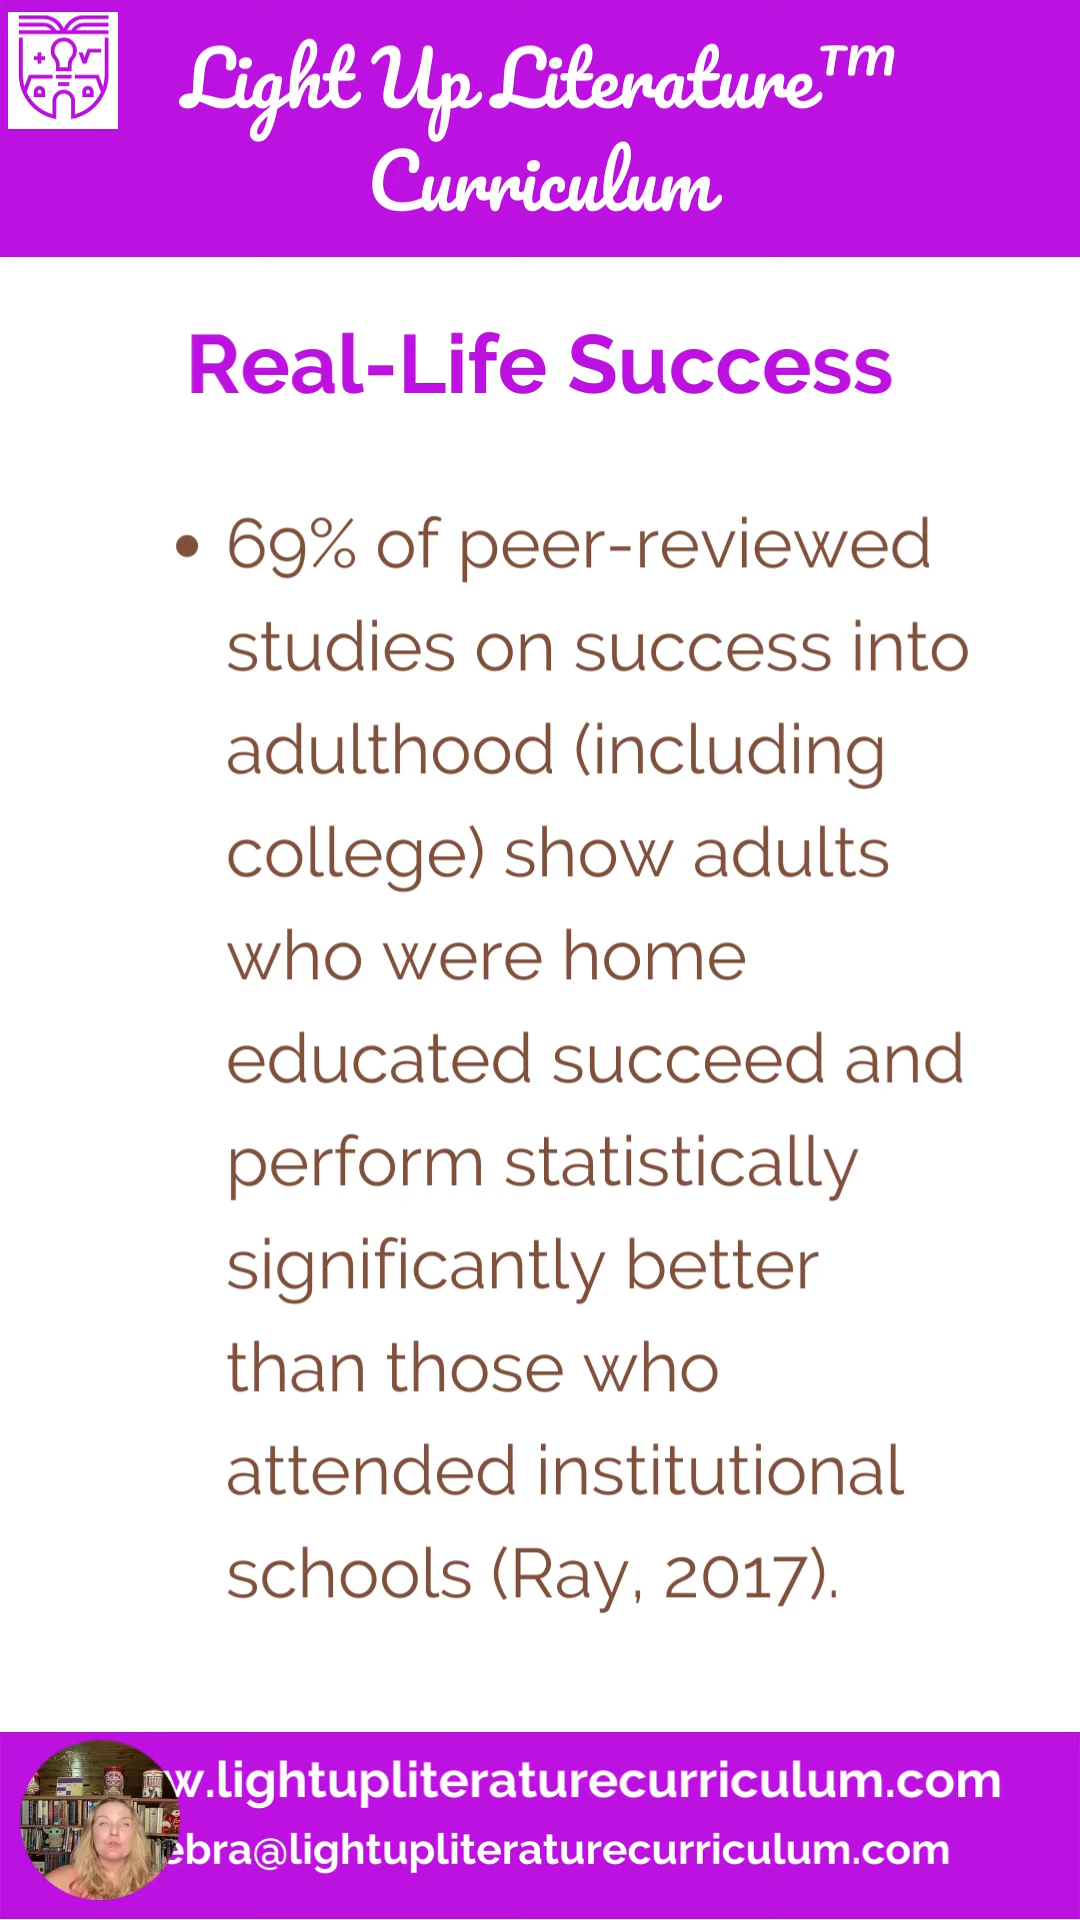 Light Up Literature™
Curriculum
Real-Life Success
• 69% of peer-reviewed
studies on success into
adulthood (including
college) show adults
who were home
educated succeed and
perform statistically
significantly better
than those who
attended institutional
schools (Ray, 2017).
w.lightupliteraturecurriculum.com
ebra@lightupliteraturecurriculum.com